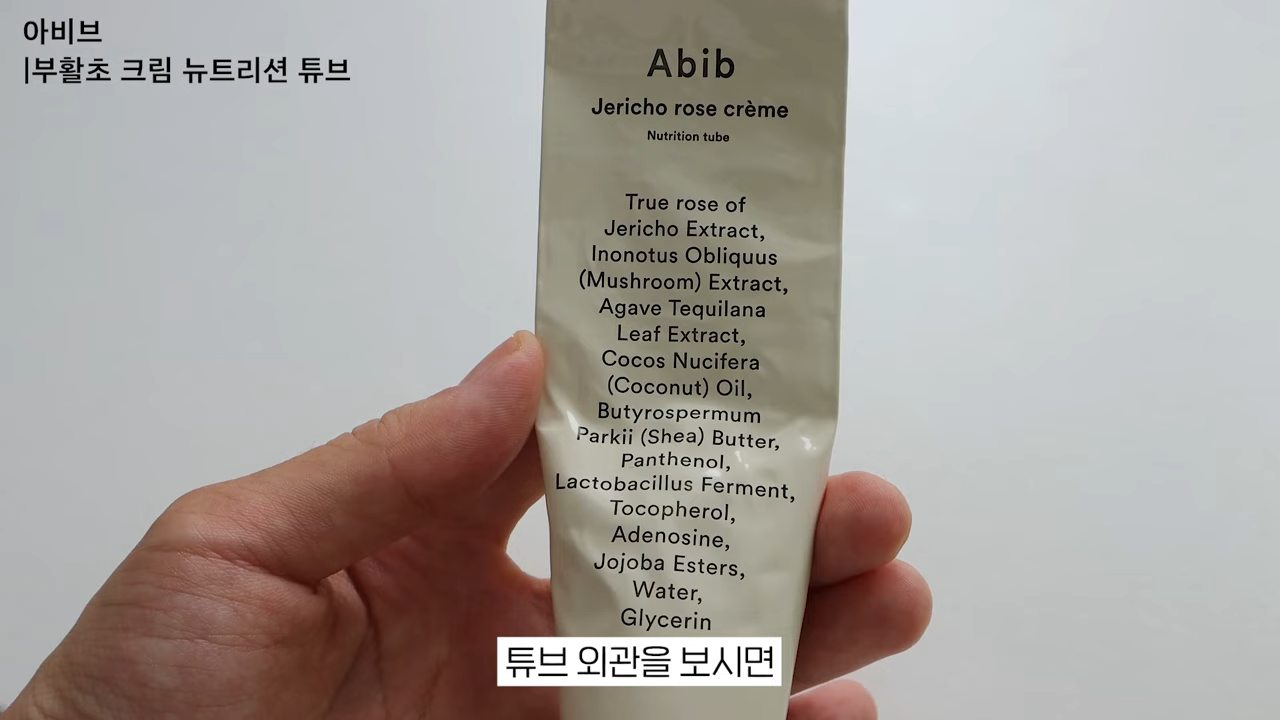 아비브
|부활초 크림 뉴트리션 튜브
Abib
Jericho rose crème
Nutrition tube
True rose of
Jericho Extract,
Inonotus Obliquus
(Mushroom) Extract,
Agave Tequilana
Leaf Extract,
Cocos Nucifera
(Coconut) Oil,
Butyrospermum
Parkii (Shea) Butter,
Panthenol,
Lactobacillus Ferment,
Tocopherol,
Adenosine,
Jojoba Esters,
Water,
Glycerin
튜브 외관을 보시면